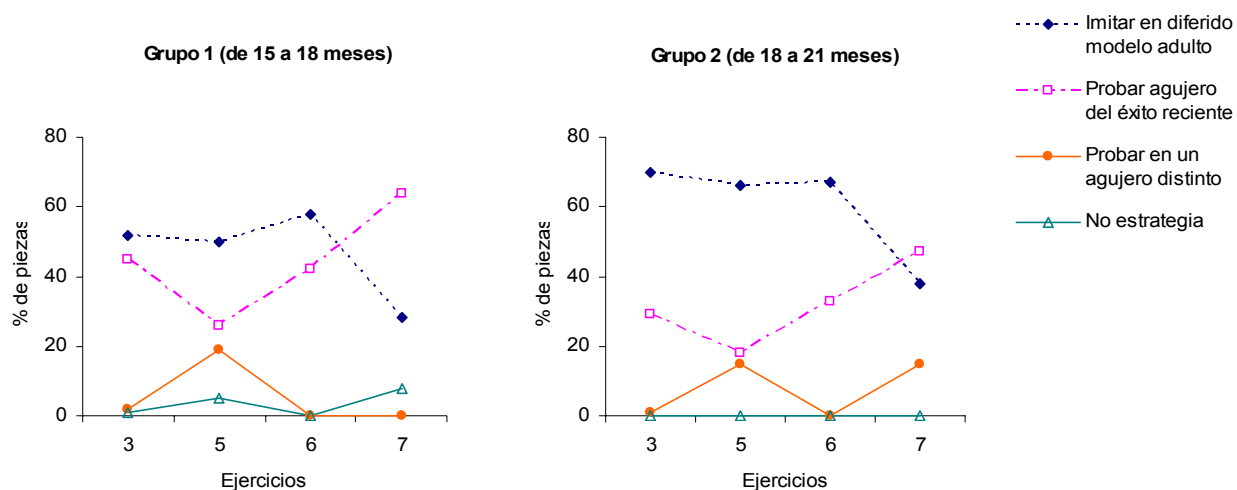 Grupo 1 (de 15 a 18 meses)
80
60
40
20
0
% de piezas
3 5 6 7
Ejercicios
Grupo 2 (de 18 a 21 meses)
80
60
40
20
0
% de piezas
3 5 6 7
Ejercicios
Imitar en diferido
modelo adulto
Probar agujero
del éxito reciente
Probar en un
agujero distinto
No estrategia